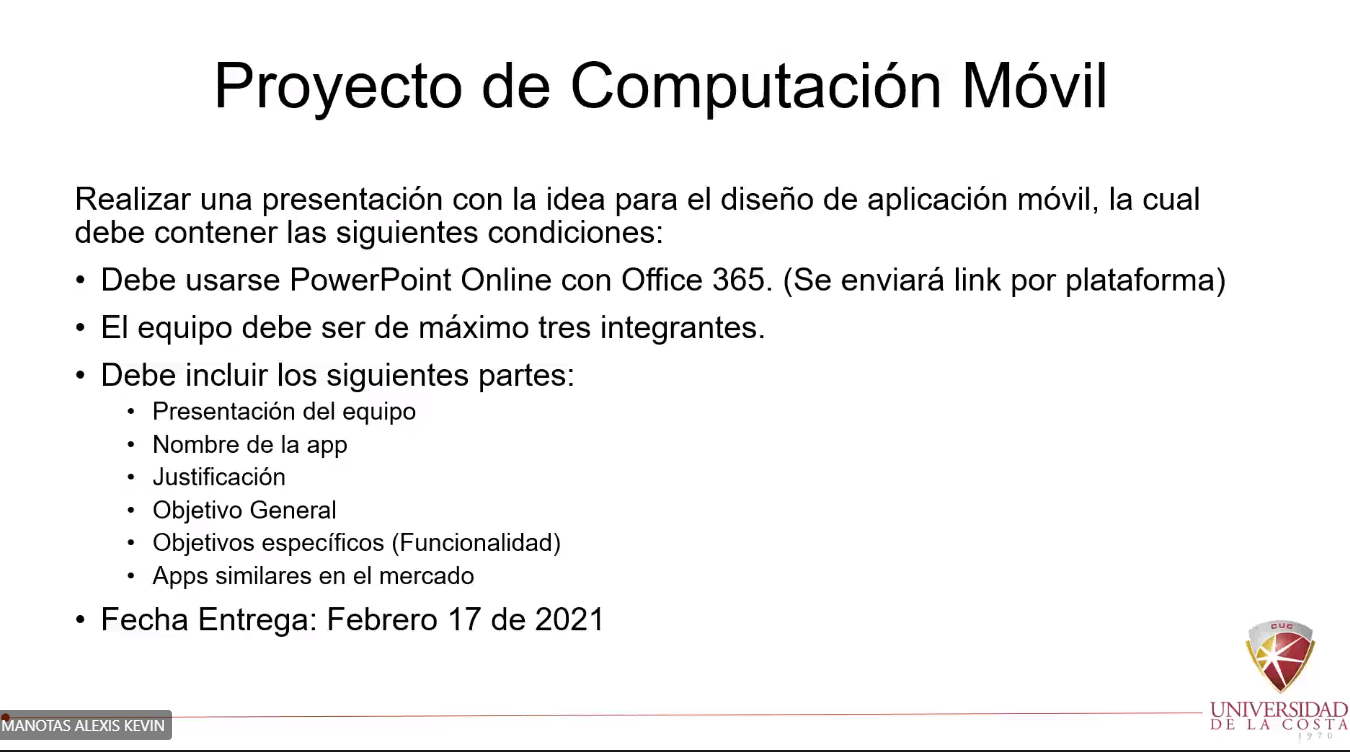 Proyecto de Computación Móvil
Realizar una presentación con la idea para el diseño de aplicación móvil, la cual
debe contener las siguientes condiciones:
• Debe usarse PowerPoint Online con Office 365. (Se enviará link por plataforma)
• El equipo debe ser de máximo tres integrantes.
• Debe incluir los siguientes partes:
• Presentación del equipo
• Nombre de la app
• Justificación
• Objetivo General
• Objetivos específicos (Funcionalidad)
• Apps similares en el mercado
• Fecha Entrega: Febrero 17 de 2021
CUC
UNIVERSIDAD
DE LA COSTA
1970
MANOTAS ALEXIS KEVIN